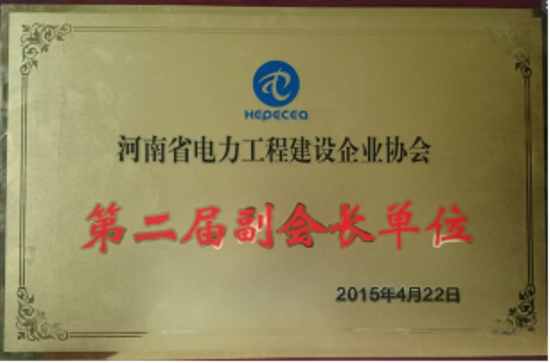 HEPECEA
河南省电力工程建设企业协会
第二届副会长单位
2015年4月22日